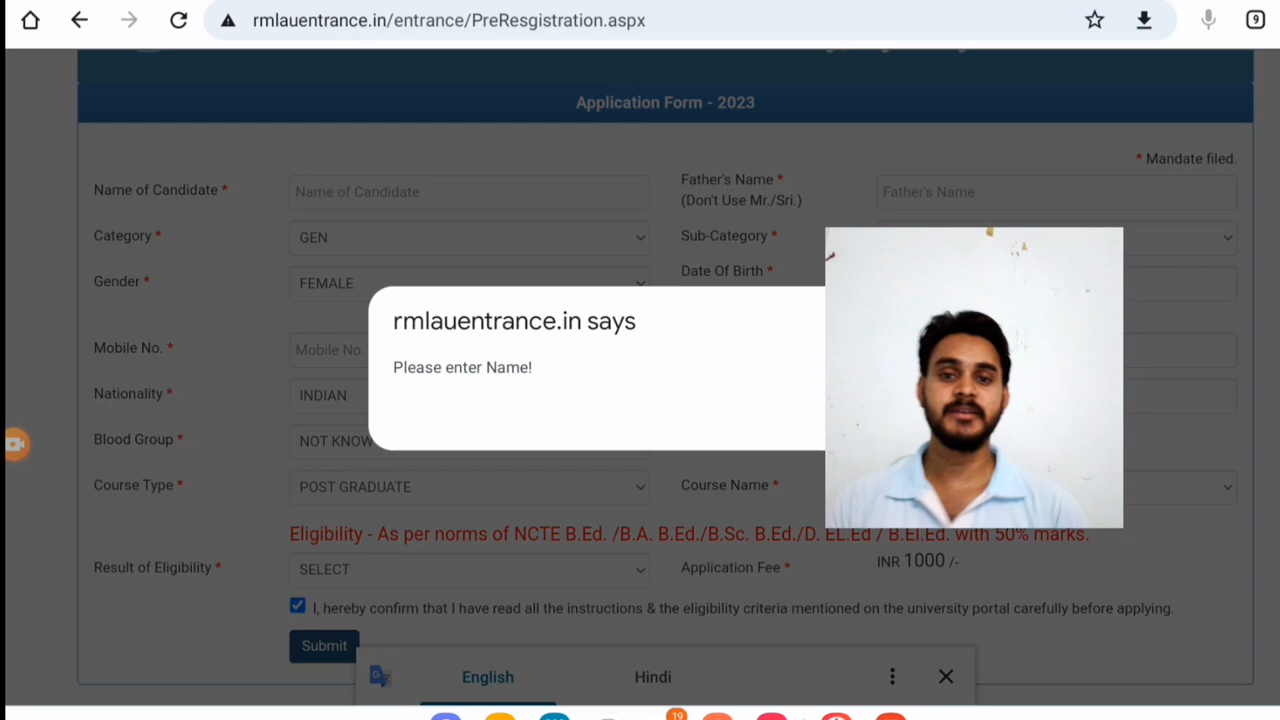 rmlauentrance.in/entrance/PreResgistration.aspx
9
Application Form - 2023
* Mandate filed.
Name of Candidate *
Name of Candidate
Father's Name *
(Don't Use Mr./Sri.)
Father's Name
Category *
GEN
Sub-Category *
Gender *
FEMALE
Date Of Birth *
rmlauentrance.in says
Please enter Name!
Mobile No. *
Mobile No.
Nationality *
INDIAN
Blood Group *
NOT KNOW
Course Type *
POST GRADUATE
Course Name *
Eligibility - As per norms of NCTE B.Ed. /B.A. B.Ed./B.Sc. B.Ed./D. EL.Ed / B.El.Ed. with 50% marks.
Result of Eligibility *
SELECT
Application Fee *
INR 1000 /-
I, hereby confirm that I have read all the instructions & the eligibility criteria mentioned on the university portal carefully before applying.
Submit
English
Hindi
19